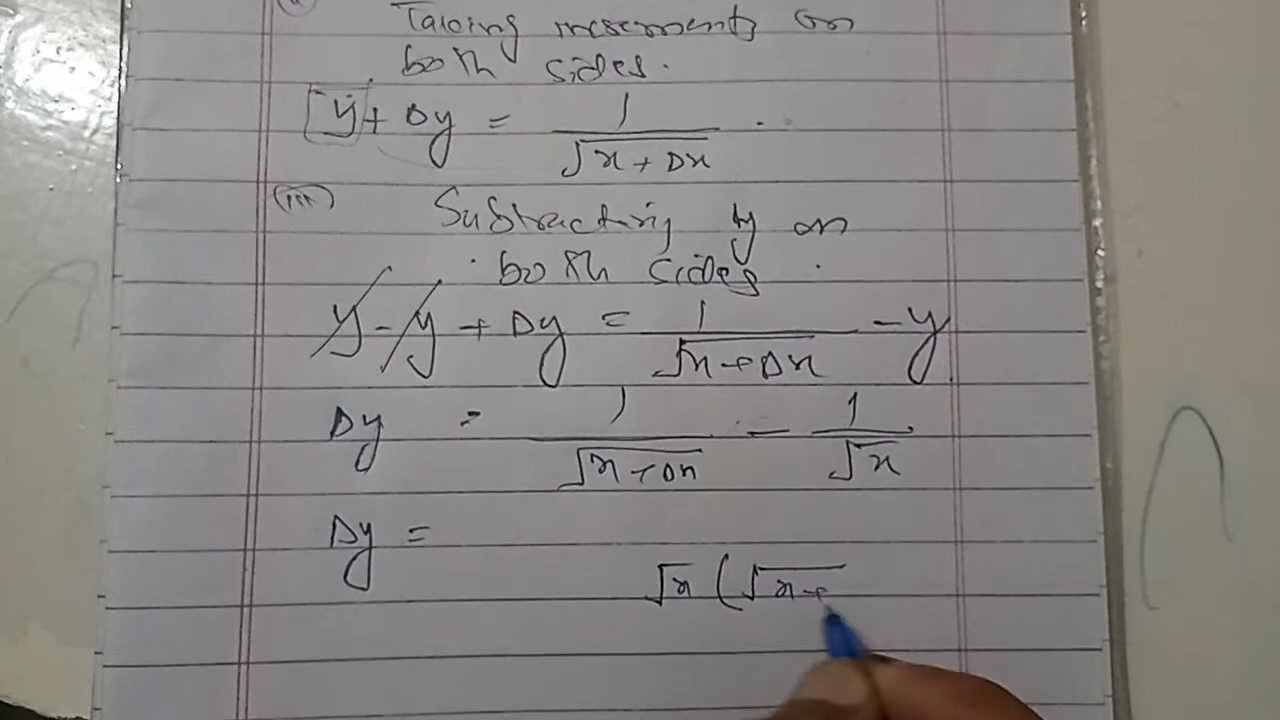 Taking increments on
both sides.
y + Δy = 1/√(x + Δx)
(iii) Subtracting y on
both sides.
y - y + Δy = 1/√(x + Δx) - y
Δy = 1/√(x + Δx) - 1/√x
Δy =
√x (√x +